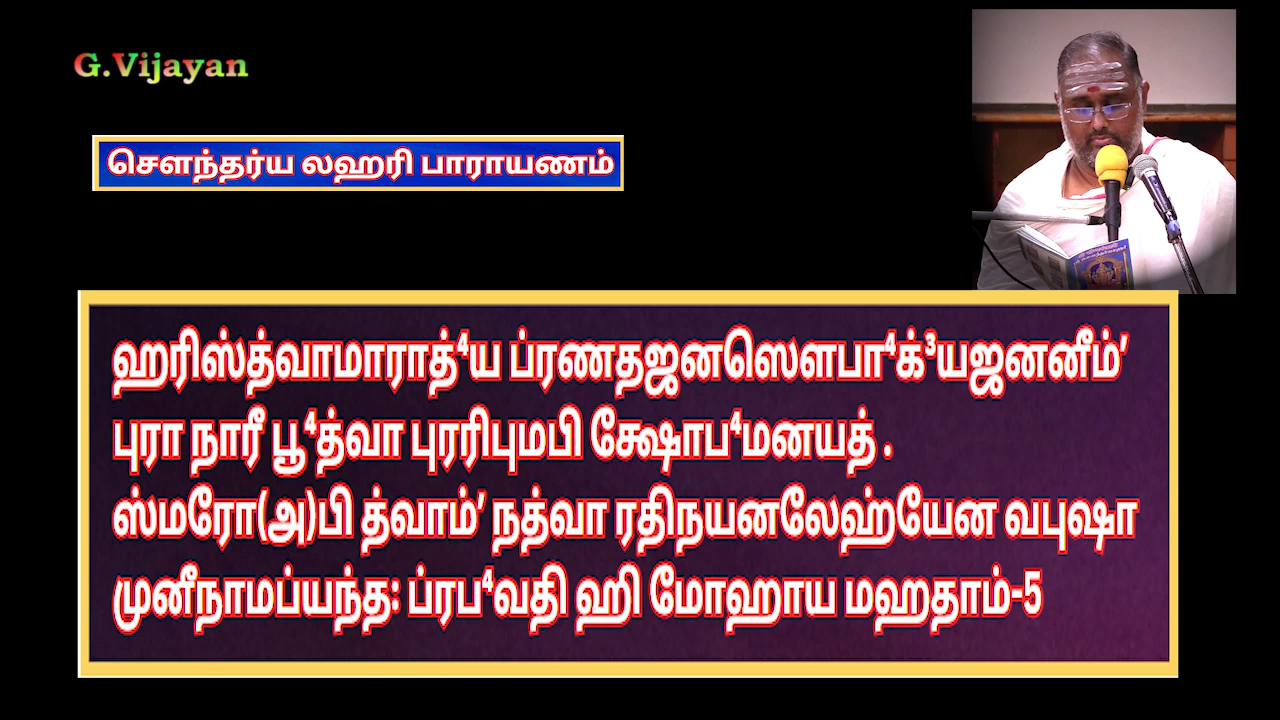 G.Vijayan
சௌந்தர்ய லஹரி பாராயணம்
ஹரிஸ்த்வாமாராத்⁴ய ப்ரணதஜனஸௌபா⁴க்³யஜனனீம்ʼ
புரா நாரீ பூ⁴த்வா புரரிபுமபி க்ஷோப⁴மனயத் .
ஸ்மரோ(அ)பி த்வாம்ʼ நத்வா ரதிநயனலேஹ்யேன வபுஷா
முனீநாமப்யந்த: ப்ரப⁴வதி ஹி மோஹாய மஹதாம்-5